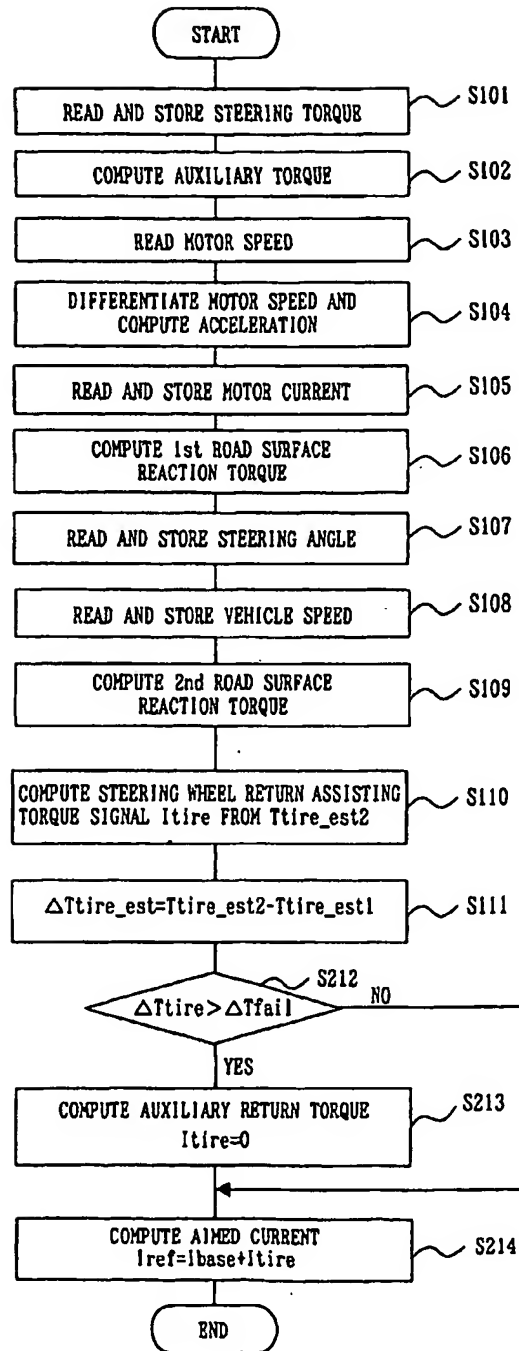 START
READ AND STORE STEERING TORQUE
S101
COMPUTE AUXILIARY TORQUE
S102
READ MOTOR SPEED
S103
DIFFERENTIATE MOTOR SPEED AND
COMPUTE ACCELERATION
S104
READ AND STORE MOTOR CURRENT
S105
COMPUTE 1st ROAD SURFACE
REACTION TORQUE
S106
READ AND STORE STEERING ANGLE
S107
READ AND STORE VEHICLE SPEED
S108
COMPUTE 2nd ROAD SURFACE
REACTION TORQUE
S109
COMPUTE STEERING WHEEL RETURN ASSISTING
TORQUE SIGNAL Itire FROM Ttire_est2
S110
△Ttire_est=Ttire_est2-Ttire_est1
S111
S212
△Ttire>△Tfail
NO
YES
COMPUTE AUXILIARY RETURN TORQUE
Itire=0
S213
COMPUTE AIMED CURRENT
Iref=Ibase+Itire
S214
END